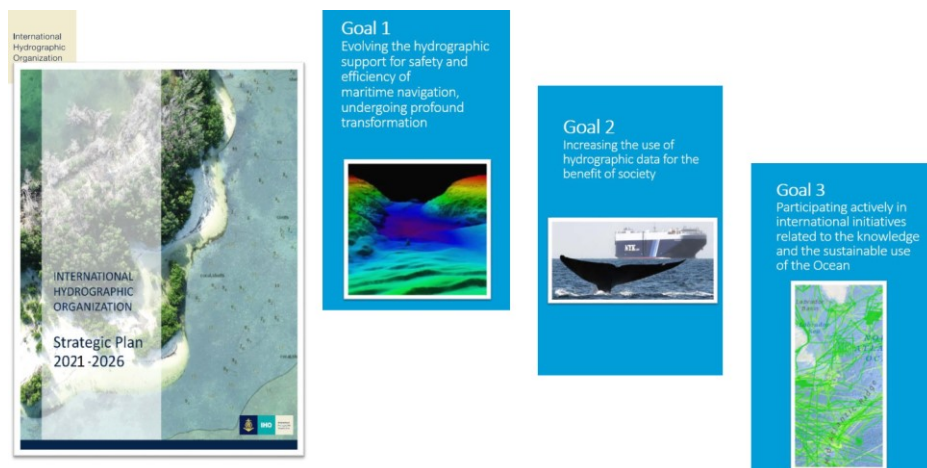 International
Hydrographic
Organization
INTERNATIONAL
HYDROGRAPHIC
ORGANIZATION
Strategic Plan
2021-2026
IHO
Goal 1
Evolving the hydrographic
support for safety and
efficiency of
maritime navigation,
undergoing profound
transformation
Goal 2
Increasing the use of
hydrographic data for the
benefit of society
Goal 3
Participating actively in
international initiatives
related to the knowledge
and the sustainable use
of the Ocean